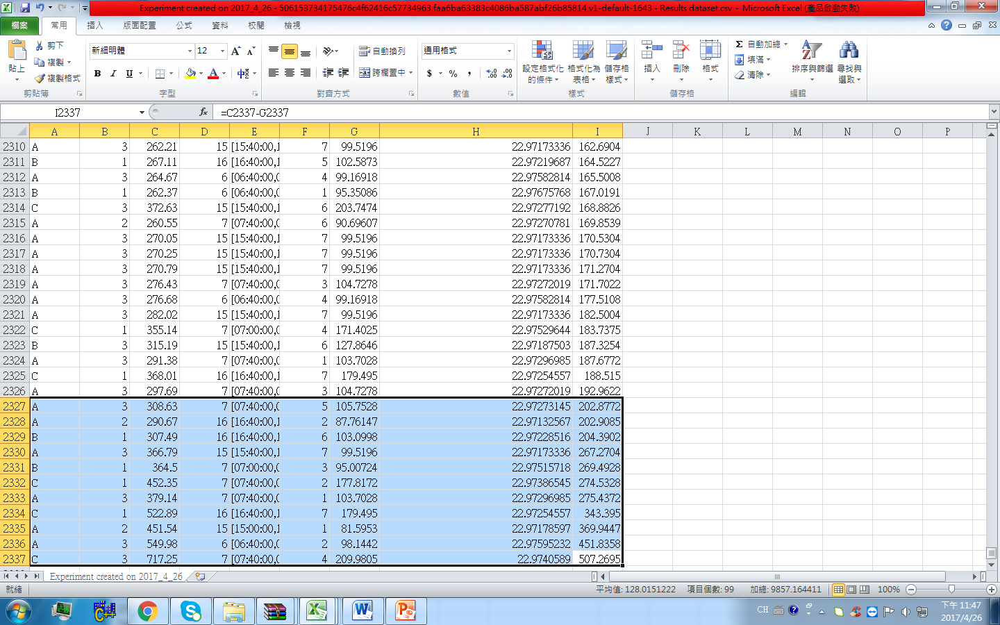 Experiment created on 2017_4_26 - 506153734175476c4f62416c57734963.faa6ba63383c4086ba587abf26b85814.v1-default-1643 - Results dataset.csv - Microsoft Excel (產品啟動失敗)
檔案 常用 插入 版面配置 公式 資料 校閱 檢視
貼上 剪下 複製 複製格式 剪貼簿
新細明體 12 B I U 字型
自動換列 跨欄置中 對齊方式
通用格式 $ % , 數值
設定格式化的條件 格式化為表格 儲存格樣式 樣式
插入 刪除 格式 儲存格
Σ 自動加總 填滿 清除 排序與篩選 尋找與選取 編輯
I2337 fx =C2337-G2337
A B C D E F G H I J K L M N O P
2310 A 3 262.21 15 [15:40:00,1 7 99.5196 22.97173336 162.6904
2311 B 1 267.11 16 [16:40:00,1 5 102.5873 22.97219687 164.5227
2312 A 3 264.67 6 [06:40:00,0 4 99.16918 22.97582814 165.5008
2313 B 1 262.37 6 [06:40:00,0 1 95.35086 22.97675768 167.0191
2314 C 3 372.63 15 [15:40:00,1 6 203.7474 22.97277192 168.8826
2315 A 2 260.55 7 [07:40:00,0 6 90.69607 22.97270781 169.8539
2316 A 3 270.05 15 [15:40:00,1 7 99.5196 22.97173336 170.5304
2317 A 3 270.25 15 [15:40:00,1 7 99.5196 22.97173336 170.7304
2318 A 3 270.79 15 [15:40:00,1 7 99.5196 22.97173336 171.2704
2319 A 3 276.43 7 [07:40:00,0 3 104.7278 22.97272019 171.7022
2320 A 3 276.68 6 [06:40:00,0 4 99.16918 22.97582814 177.5108
2321 A 3 282.02 15 [15:40:00,1 7 99.5196 22.97173336 182.5004
2322 C 1 355.14 7 [07:00:00,0 4 171.4025 22.97529644 183.7375
2323 B 3 315.19 15 [15:40:00,1 6 127.8646 22.97187503 187.3254
2324 A 3 291.38 7 [07:40:00,0 1 103.7028 22.97296985 187.6772
2325 C 1 368.01 16 [16:40:00,1 7 179.495 22.97254557 188.515
2326 A 3 297.69 7 [07:40:00,0 3 104.7278 22.97272019 192.9622
2327 A 3 308.63 7 [07:40:00,0 5 105.7528 22.97273145 202.8772
2328 A 2 290.67 16 [16:40:00,1 2 87.76147 22.97132567 202.9085
2329 B 1 307.49 16 [16:40:00,1 6 103.0998 22.97228516 204.3902
2330 A 3 366.79 15 [15:40:00,1 7 99.5196 22.97173336 267.2704
2331 B 1 364.5 7 [07:00:00,0 3 95.00724 22.97515718 269.4928
2332 C 1 452.35 7 [07:40:00,0 2 177.8172 22.97386545 274.5328
2333 A 3 379.14 7 [07:40:00,0 1 103.7028 22.97296985 275.4372
2334 C 1 522.89 16 [16:40:00,1 7 179.495 22.97254557 343.395
2335 A 2 451.54 15 [15:00:00,1 1 81.5953 22.97178597 369.9447
2336 A 3 549.98 6 [06:40:00,0 2 98.1442 22.97595232 451.8358
2337 C 3 717.25 7 [07:40:00,0 4 209.9805 22.9740589 507.2695
Experiment created on 2017_4_26
就緒 平均值: 128.0151222 項目個數: 99 加總: 9857.164411 100%
CH 下午 11:47
2017/4/26